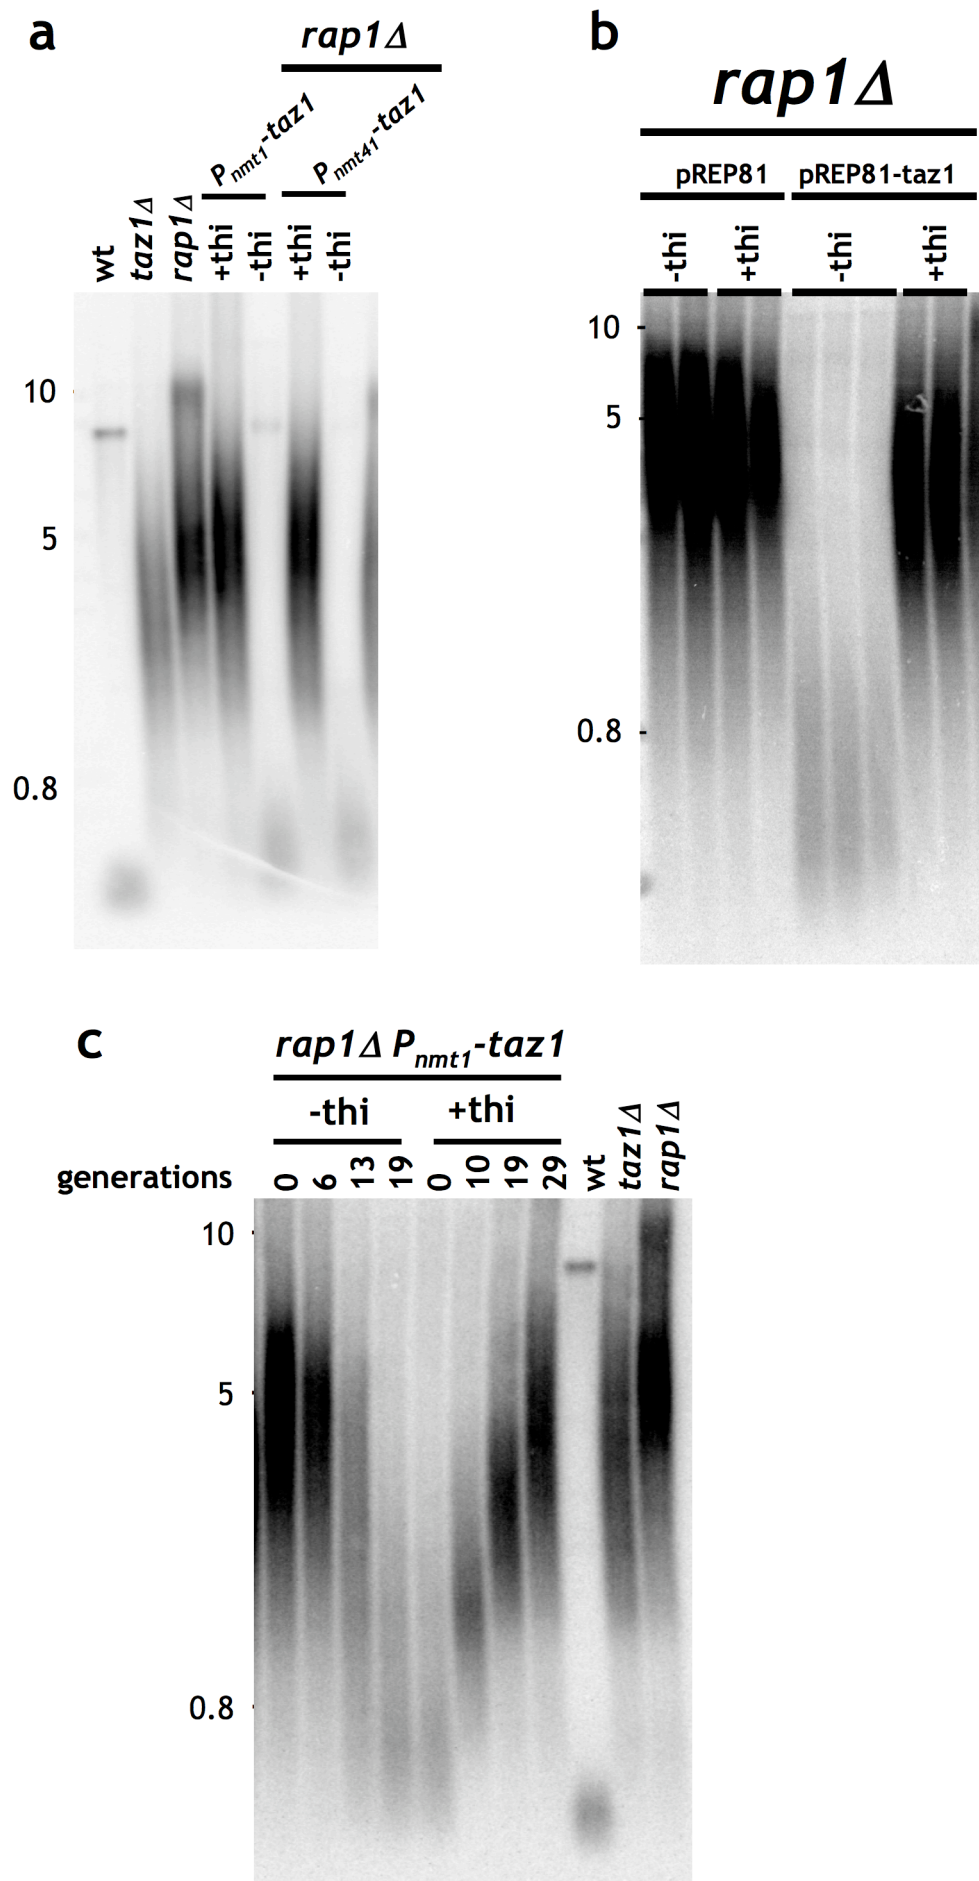 a
rap1Δ
Pnmt1-taz1
Pnmt41-taz1
wt
taz1Δ
rap1Δ
+thi
-thi
+thi
-thi
10
5
0.8
b
rap1Δ
pREP81 pREP81-taz1
-thi
+thi
-thi
+thi
10
5
0.8
c
rap1Δ Pnmt1-taz1
-thi +thi
generations 0 6 13 19 0 10 19 29 wt taz1Δ rap1Δ
10
5
0.8